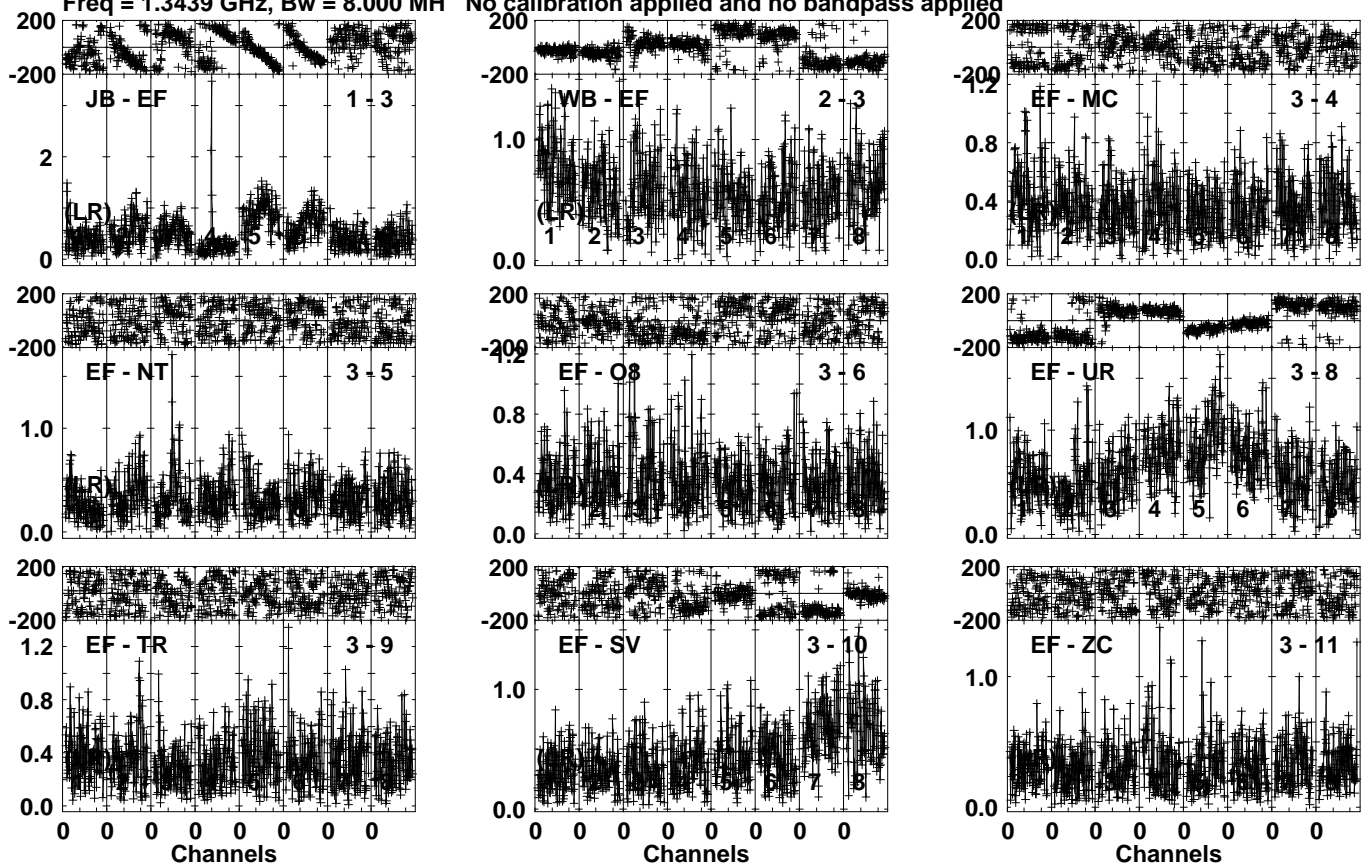 Freq = 1.3439 GHz, Bw = 8.000 MH No calibration applied and no bandpass applied
200 200 200
-200 -200 -200
JB - EF 1 - 3 WB - EF 2 - 3 EF - MC 3 - 4
1.2
1.0
0.8
2
(LR) (LR) 0.4
4 5 1 2 3 4 5 6 7 8
0 0.0 0.0
200 200 200
-200 -200 -200
1.2
EF - NT 3 - 5 EF - O8 3 - 6 EF - UR 3 - 8
1.0 0.8 1.0
(LR) 0.4
4 5 6
0.0 0.0 0.0
200 200 200
-200 -200 -200
EF - TR 3 - 9 EF - SV 3 - 10 EF - ZC 3 - 11
1.2
1.0 1.0
0.8
0.4
7 8
0.0 0.0 0.0
0 0 0 0 0 0 0 0 0 0 0 0 0 0 0 0 0 0 0 0 0 0 0 0
Channels Channels Channels